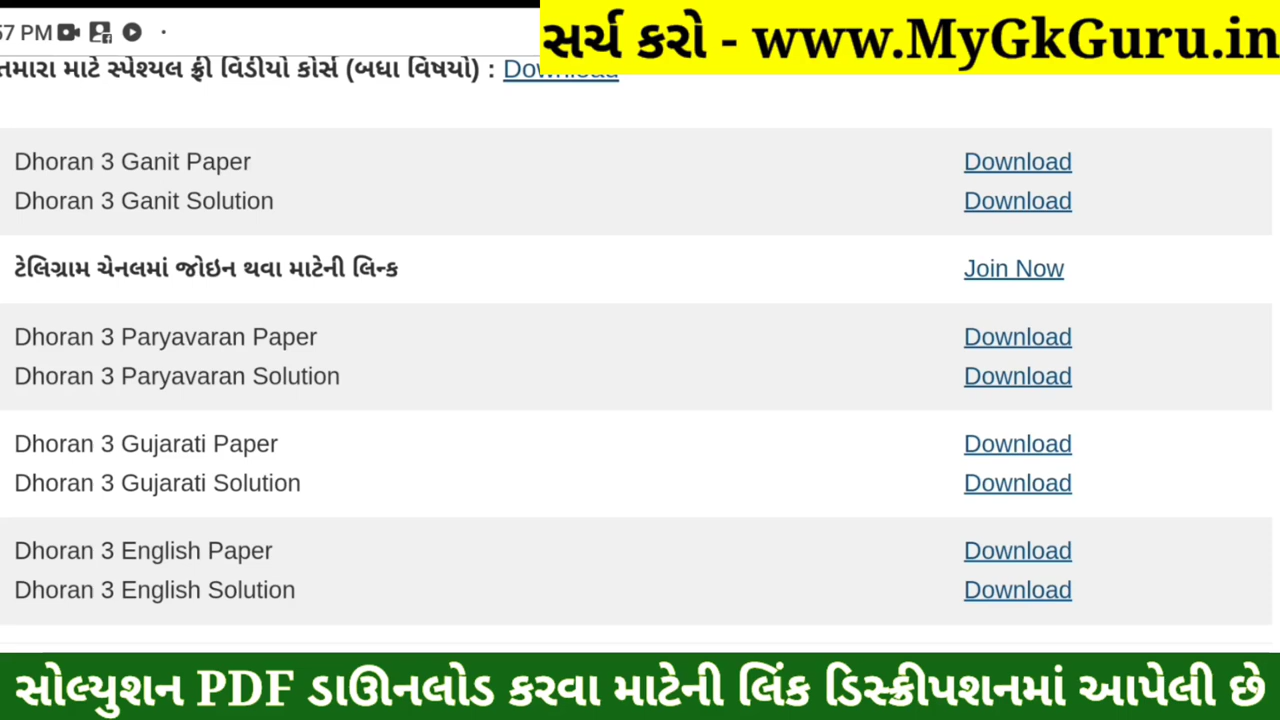 57 PM
સર્ચ કરો - www.MyGkGuru.in
તમારા માટે સ્પેશ્યલ ફ્રી વિડીયો કોર્સ (બધા વિષયો) : Download
Dhoran 3 Ganit Paper Download
Dhoran 3 Ganit Solution Download
ટેલિગ્રામ ચેનલમાં જોઇન થવા માટેની લિન્ક Join Now
Dhoran 3 Paryavaran Paper Download
Dhoran 3 Paryavaran Solution Download
Dhoran 3 Gujarati Paper Download
Dhoran 3 Gujarati Solution Download
Dhoran 3 English Paper Download
Dhoran 3 English Solution Download
સોલ્યુશન PDF ડાઊનલોડ કરવા માટેની લિંક ડિસ્ક્રીપશનમાં આપેલી છે